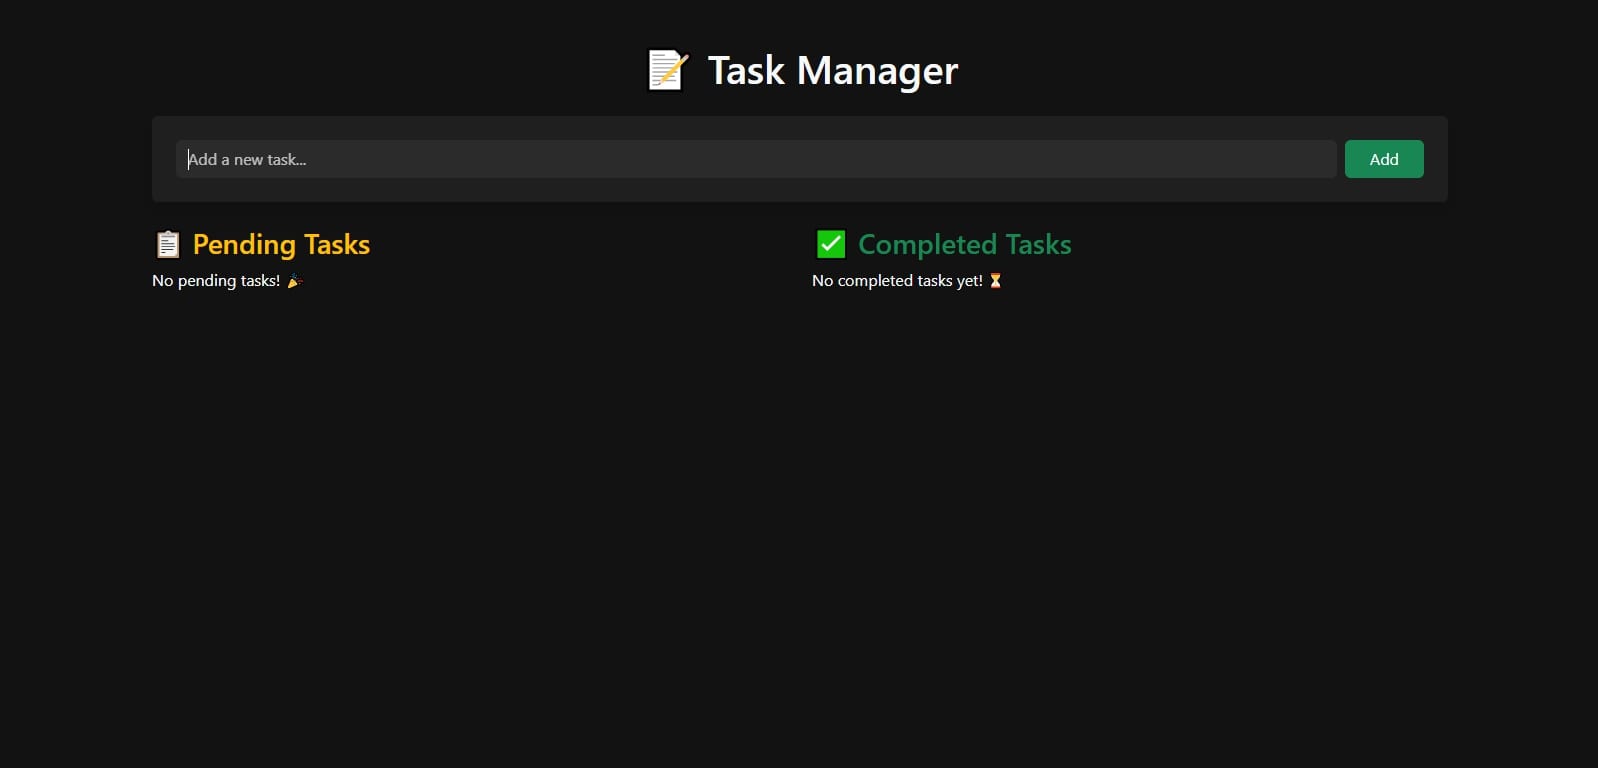 📝 Task Manager
Add a new task...
Add
📋 Pending Tasks
No pending tasks! 🎉
✅ Completed Tasks
No completed tasks yet! ⏳